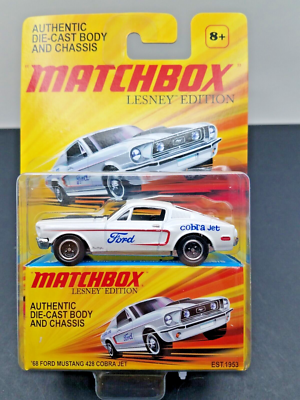 AUTHENTIC
DIE-CAST BODY
AND CHASSIS
8+
"MATCHBOX"
LESNEY EDITION
Ford
cobra jet
Ford
MATCHBOX
LESNEY EDITION
AUTHENTIC
DIE-CAST BODY
AND CHASSIS
'68 FORD MUSTANG 428 COBRA JET
EST.1953